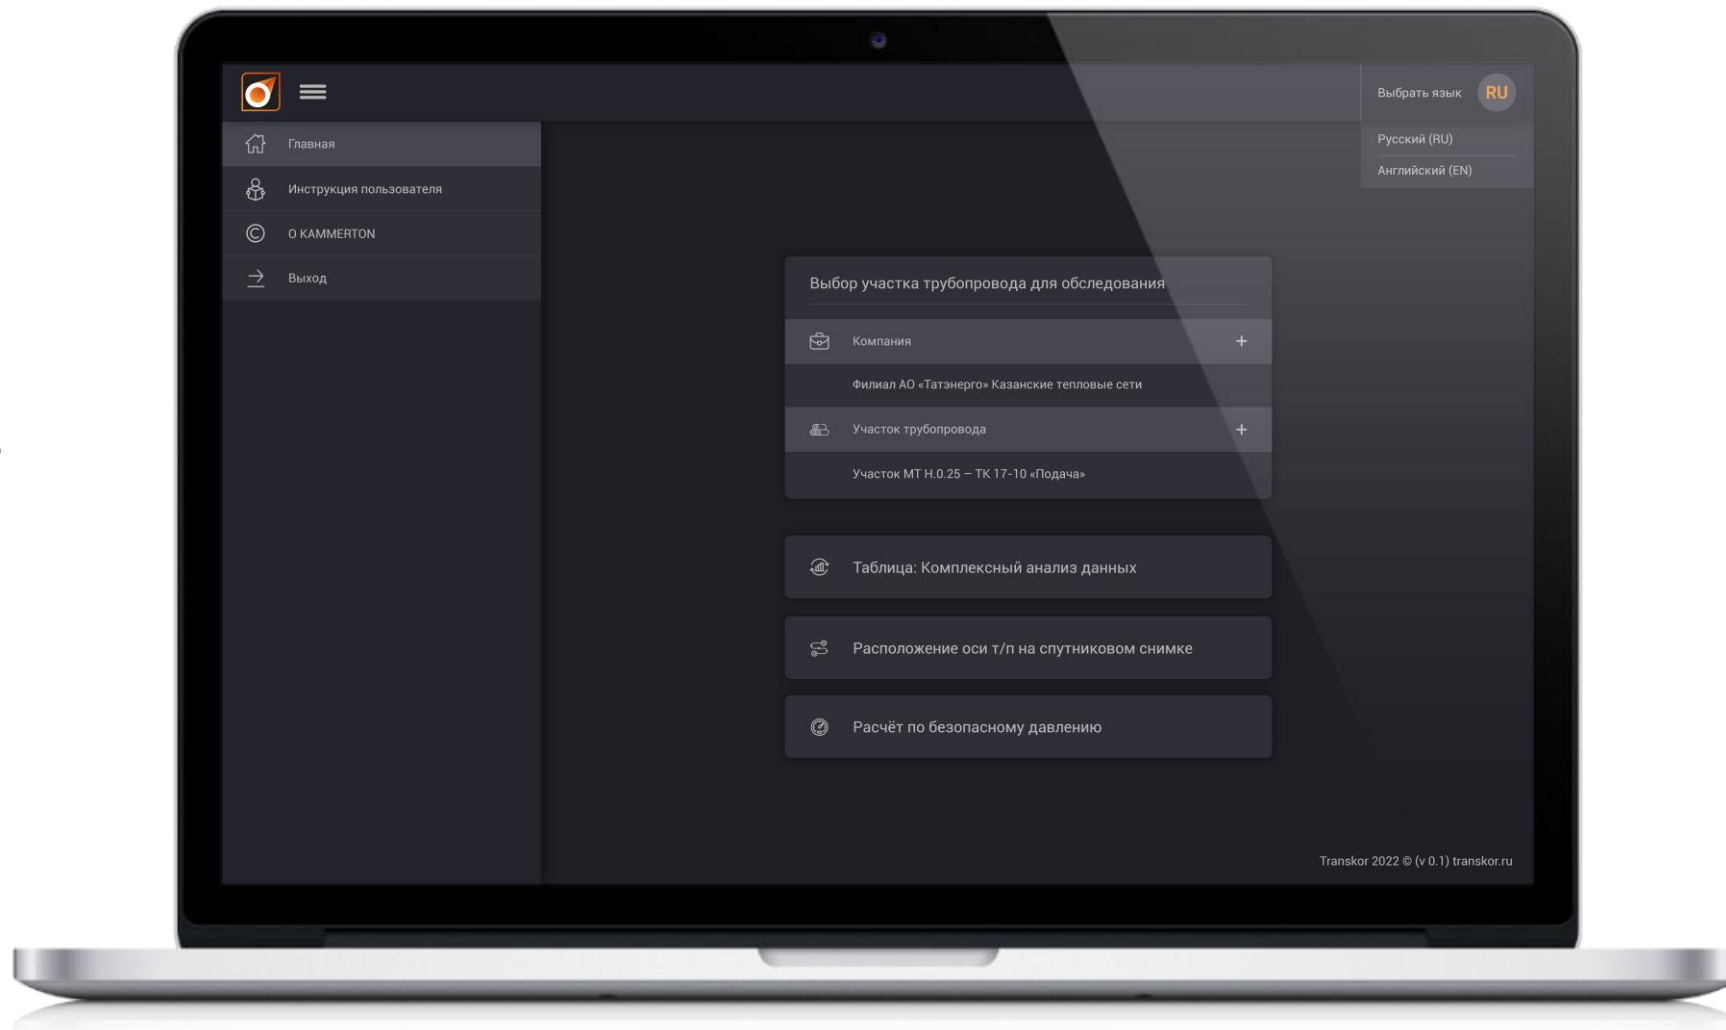 Выбрать язык RU
Русский (RU)
Английский (EN)
Главная
Инструкция пользователя
О KAMMERTON
Выход
Выбор участка трубопровода для обследования
Компания +
Филиал АО «Татэнерго» Казанские тепловые сети
Участок трубопровода +
Участок МТ Н.0.25 – ТК 17-10 «Подача»
Таблица: Комплексный анализ данных
Расположение оси т/п на спутниковом снимке
Расчёт по безопасному давлению
Transkor 2022 © (v 0.1) transkor.ru